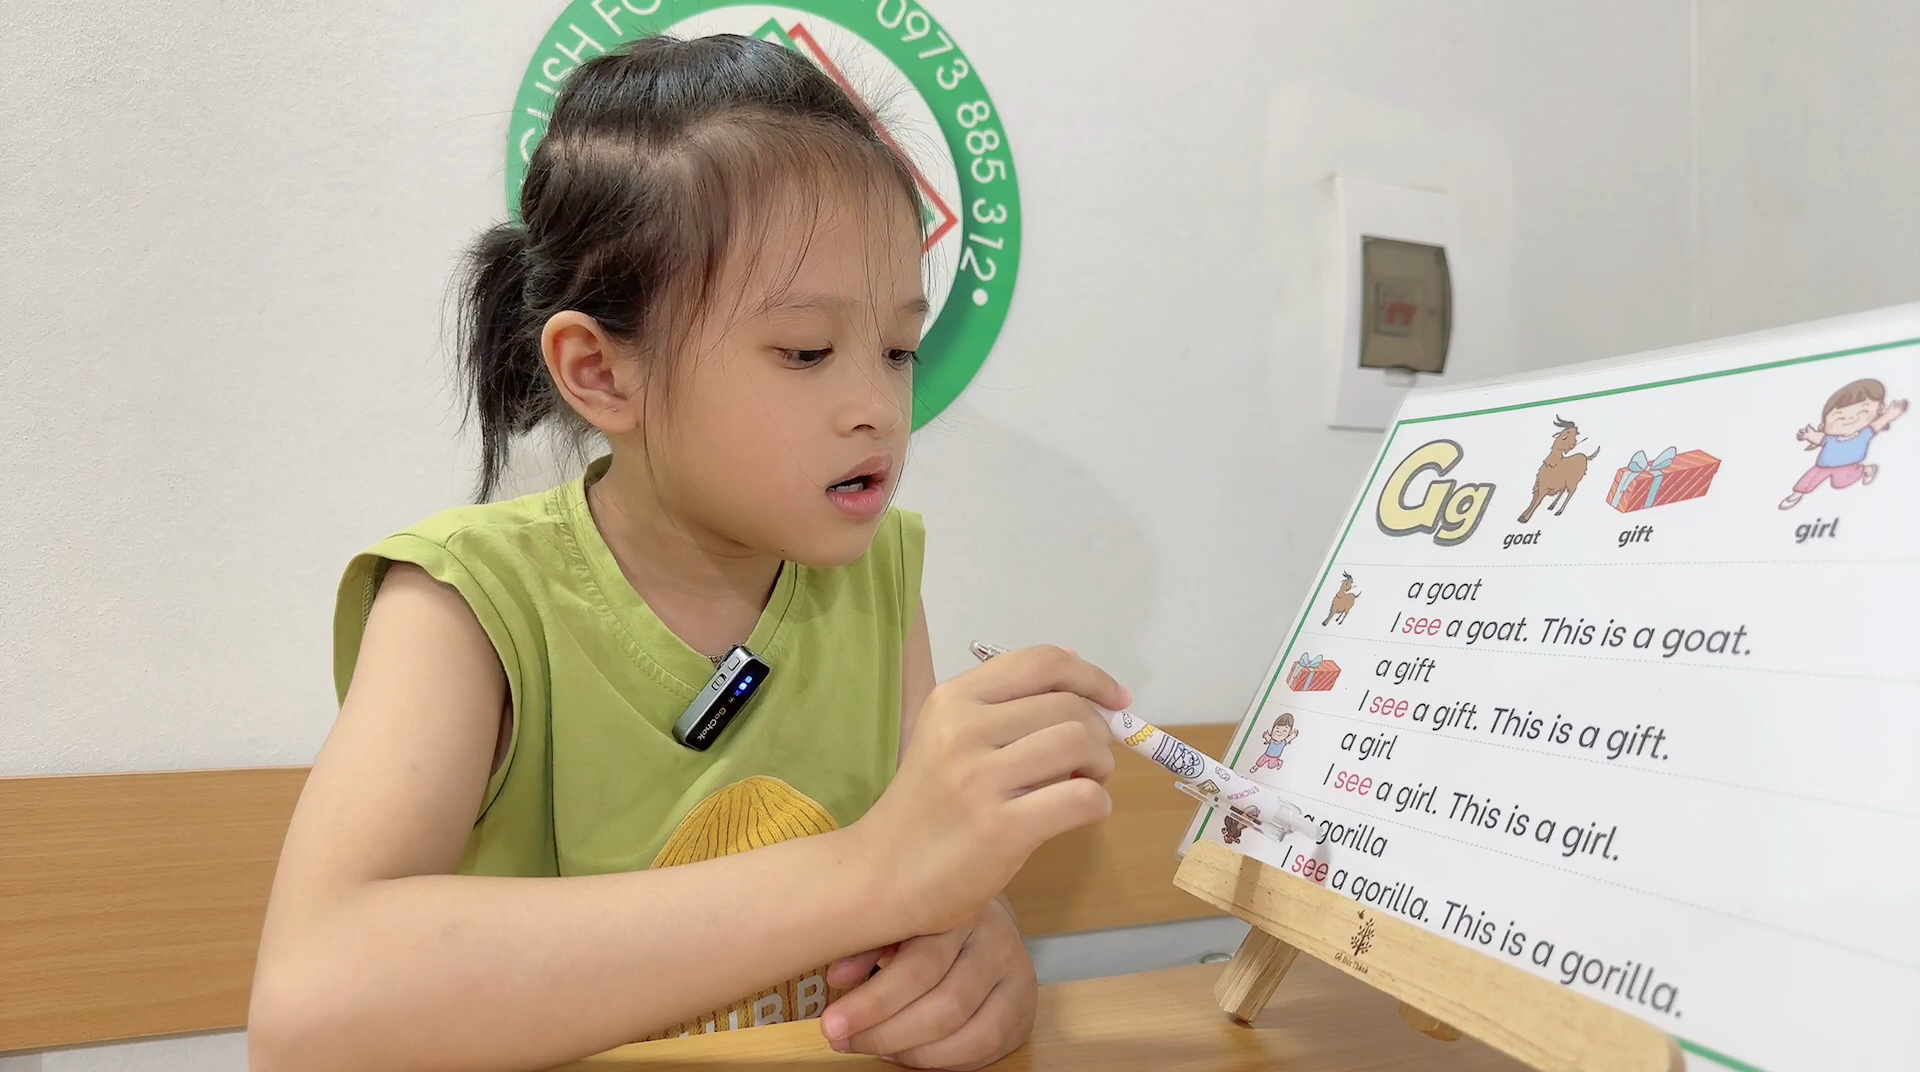 0973 885 312
Gg
goat
gift
girl
a goat
I see a goat. This is a goat.
a gift
I see a gift. This is a gift.
a girl
I see a girl. This is a girl.
a gorilla
I see a gorilla. This is a gorilla.